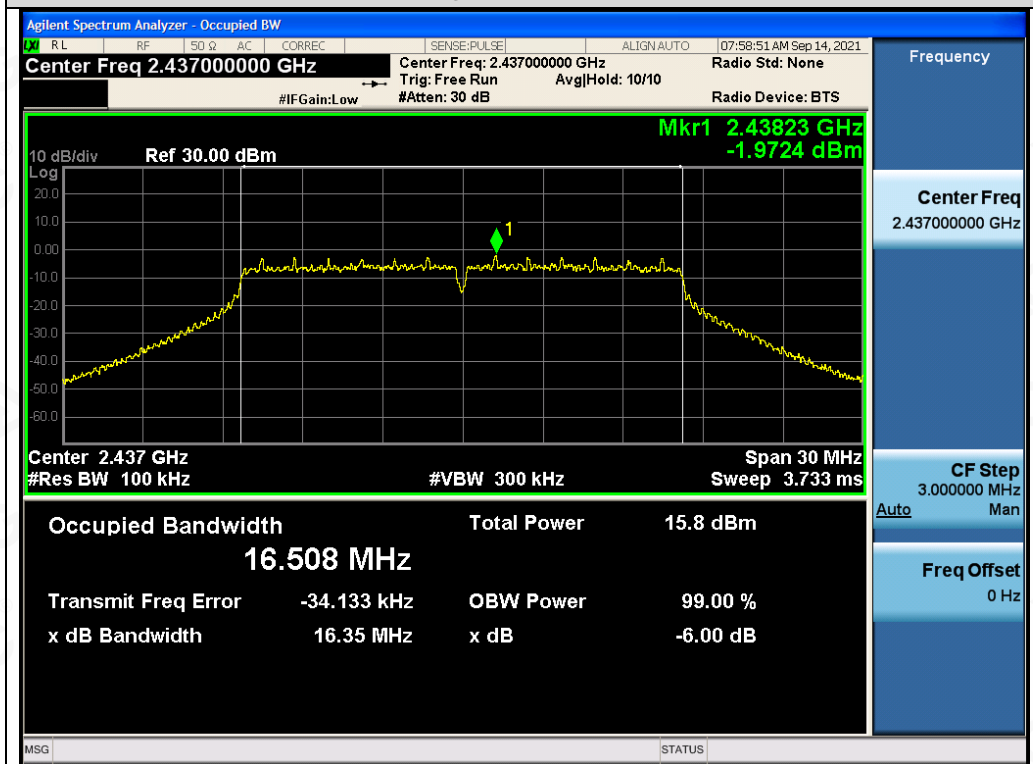 Agilent Spectrum Analyzer - Occupied BW
LXI RL RF 50 Ω AC CORREC SENSE:PULSE ALIGN AUTO 07:58:51 AM Sep 14, 2021
Center Freq 2.437000000 GHz
Center Freq: 2.437000000 GHz Radio Std: None
Trig: Free Run Avg|Hold: 10/10
#IFGain:Low #Atten: 30 dB Radio Device: BTS
Frequency
Mkr1 2.43823 GHz
-1.9724 dBm
10 dB/div Ref 30.00 dBm
Log
20.0
10.0
0.00
-10.0
-20.0
-30.0
-40.0
-50.0
-60.0
1
Center 2.437 GHz Span 30 MHz
#Res BW 100 kHz #VBW 300 kHz Sweep 3.733 ms
Center Freq
2.437000000 GHz
CF Step
3.000000 MHz
Auto Man
Freq Offset
0 Hz
Occupied Bandwidth Total Power 15.8 dBm
16.508 MHz
Transmit Freq Error -34.133 kHz OBW Power 99.00 %
x dB Bandwidth 16.35 MHz x dB -6.00 dB
MSG STATUS